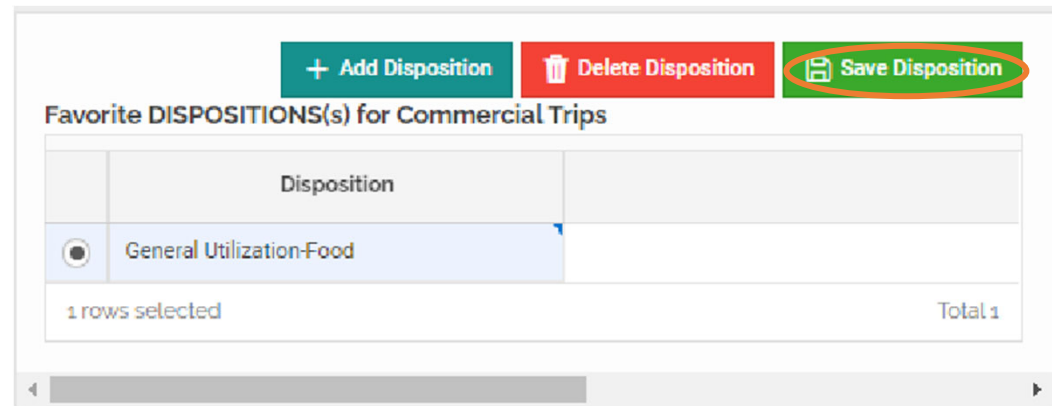 + Add Disposition Delete Disposition Save Disposition
Favorite DISPOSITIONS(s) for Commercial Trips
Disposition
General Utilization-Food
1 rows selected Total 1